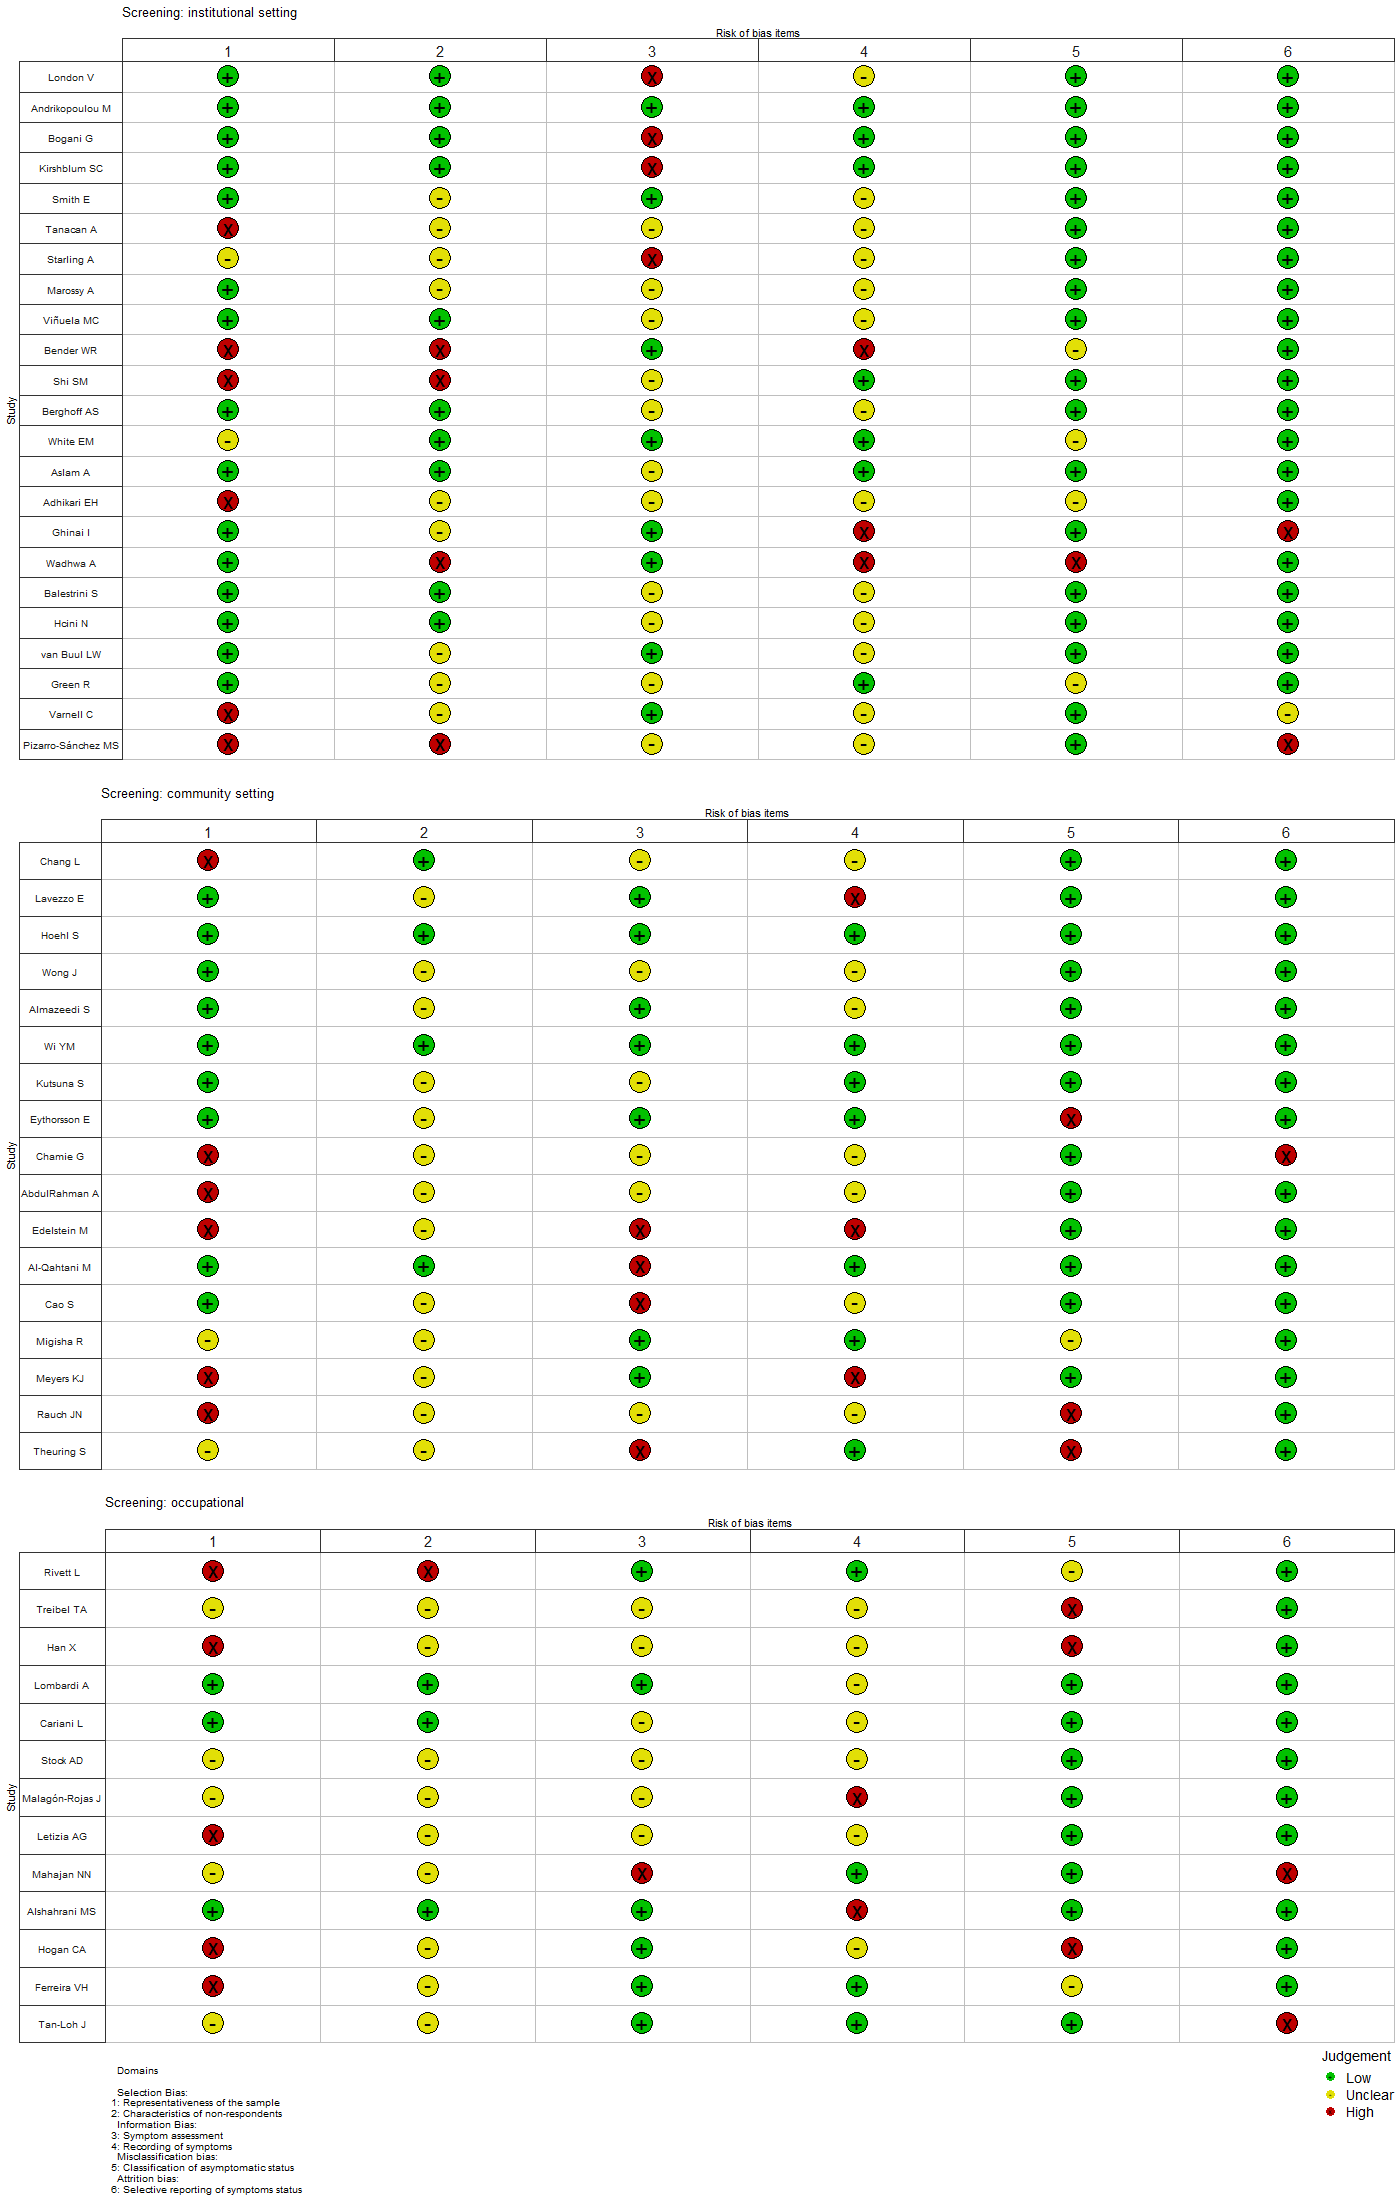 Screening: institutional setting
Risk of bias items
1 2 3 4 5 6
Study
London V + + X - + +
Andrikopoulou M + + + + + +
Bogani G + + X + + +
Kirshblum SC + + X + + +
Smith E + - + - + +
Tanacan A X - - - + +
Starling A - - X - + +
Marossy A + - - - + +
Viñuela MC + + - - + +
Bender WR X X + X - +
Shi SM X X - + + +
Berghoff AS + + - - + +
White EM - + + + - +
Aslam A + + - + + +
Adhikari EH X - - - - +
Ghinai I + - + X + X
Wadhwa A + X + X X +
Balestrini S + + - - + +
Hcini N + + - - + +
van Buul LW + - + - + +
Green R + - - + - +
Varnell C X - + - + -
Pizarro-Sánchez MS X X - - + X
Screening: community setting
Risk of bias items
1 2 3 4 5 6
Study
Chang L X + - - + +
Lavezzo E + - + X + +
Hoehl S + + + + + +
Wong J + - - - + +
Almazeedi S + - + - + +
Wi YM + + + + + +
Kutsuna S + - - + + +
Eythorsson E + - + + X +
Chamie G X - - - + X
AbdulRahman A X - - - + +
Edelstein M X - X X + +
Al-Qahtani M + + X + + +
Cao S + - X - + +
Migisha R - - + + - +
Meyers KJ X - + X + +
Rauch JN X - - - X +
Theuring S - - X + X +
Screening: occupational
Risk of bias items
1 2 3 4 5 6
Study
Rivett L X X + + - +
Treibel TA - - - - X +
Han X X - - - X +
Lombardi A + + + - + +
Cariani L + + - - + +
Stock AD - - - - + +
Malagón-Rojas J - - - X + +
Letizia AG X - - - + +
Mahajan NN - - X + + X
Alshahrani MS + + + X + +
Hogan CA X - + - X +
Ferreira VH X - + + - +
Tan-Loh J - - + + + X
Domains
Selection Bias:
1: Representativeness of the sample
2: Characteristics of non-respondents
Information Bias:
3: Symptom assessment
4: Recording of symptoms
Misclassification bias:
5: Classification of asymptomatic status
Attrition bias:
6: Selective reporting of symptoms status
Judgement
Low
Unclear
High